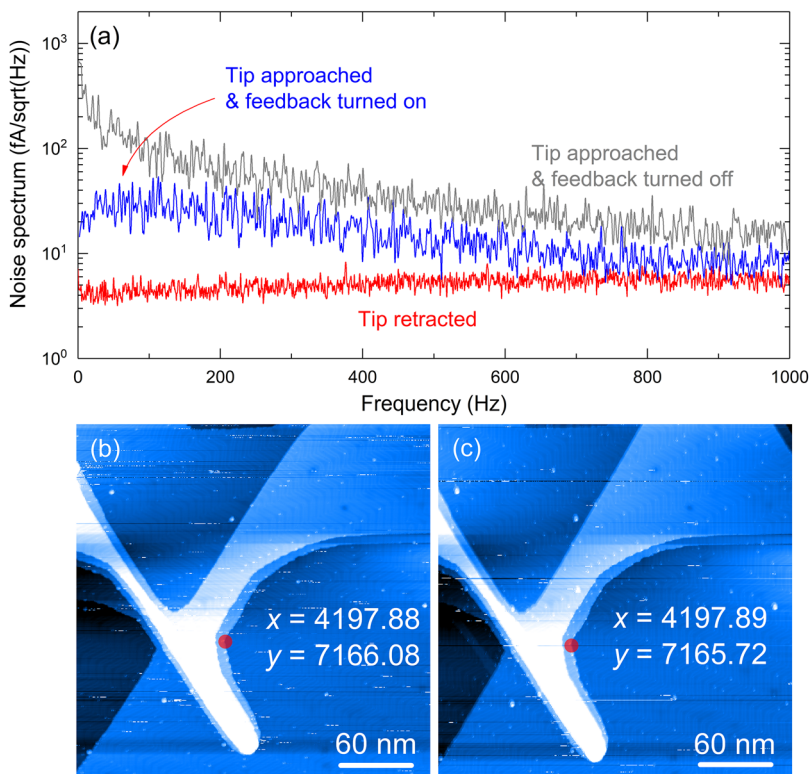 (a)
Noise spectrum (fA/sqrt(Hz))
10³
10²
10¹
10⁰
Tip approached
& feedback turned on
Tip approached
& feedback turned off
Tip retracted
0
200
400
600
800
1000
Frequency (Hz)
(b)
x = 4197.88
y = 7166.08
60 nm
(c)
x = 4197.89
y = 7165.72
60 nm